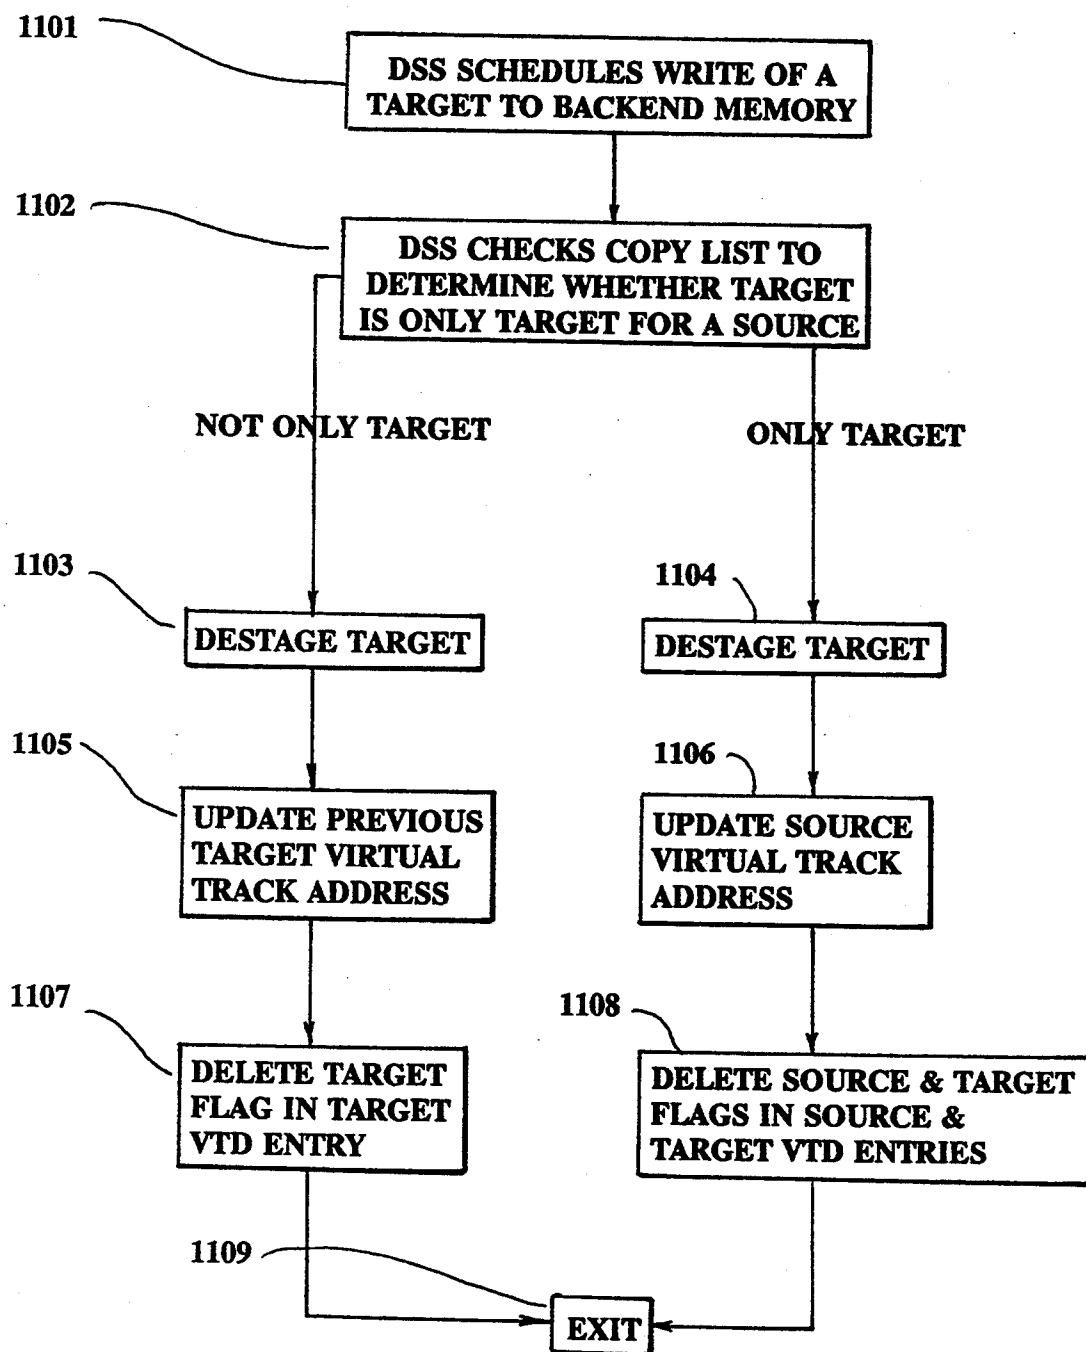 1101
DSS SCHEDULES WRITE OF A
TARGET TO BACKEND MEMORY
1102
DSS CHECKS COPY LIST TO
DETERMINE WHETHER TARGET
IS ONLY TARGET FOR A SOURCE
NOT ONLY TARGET
ONLY TARGET
1103
DESTAGE TARGET
1104
DESTAGE TARGET
1105
UPDATE PREVIOUS
TARGET VIRTUAL
TRACK ADDRESS
1106
UPDATE SOURCE
VIRTUAL TRACK
ADDRESS
1107
DELETE TARGET
FLAG IN TARGET
VTD ENTRY
1108
DELETE SOURCE & TARGET
FLAGS IN SOURCE &
TARGET VTD ENTRIES
1109
EXIT